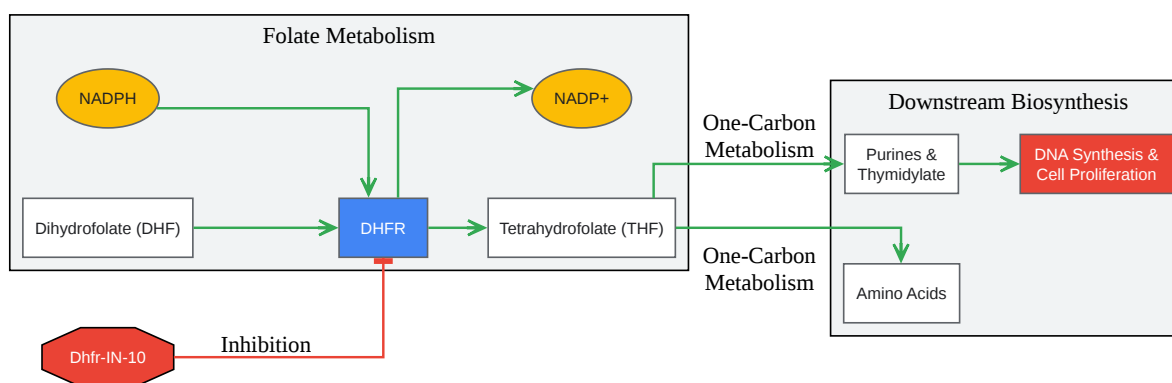 Folate Metabolism
NADPH
NADP+
Dihydrofolate (DHF)
DHFR
Tetrahydrofolate (THF)
One-Carbon
Metabolism
One-Carbon
Metabolism
Downstream Biosynthesis
Purines &
Thymidylate
DNA Synthesis &
Cell Proliferation
Amino Acids
Dhfr-IN-10
Inhibition